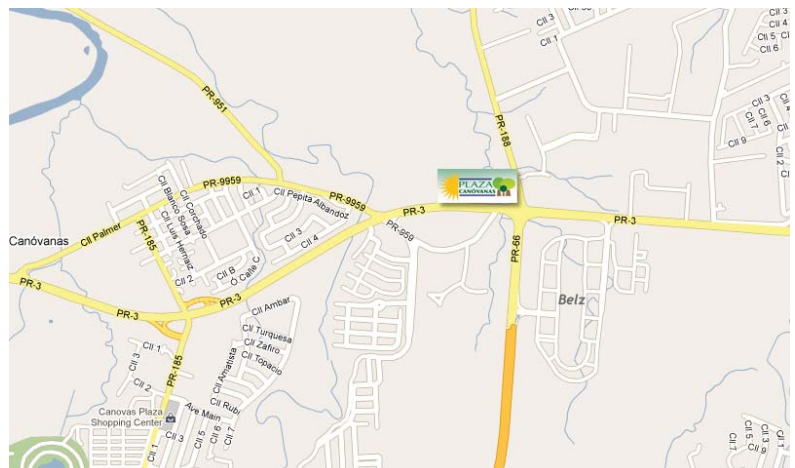 Cll 3
Cll 4
Cll 5
Cll 6
Cll 1
PR-951
PR-188
Cll 3
Cll 6
Cll 7
Cll 9
Cll 2
PLAZA
CANÓVANAS
PR-9959
Cll 1
Cll Pepita Albandoz
PR-9959
PR-3
PR-3
Cll Corchado
Cll Blanco Sosa
Cll Luis Hernaiz
Cll Palmer
PR-185
Canóvanas
Cll 3
Cll 4
PR-959
PR-66
Cll B
O Calle C
Cll 2
PR-3
PR-3
PR-3
Belz
Cll Ambar
Cll Turquesa
Cll Zafiro
Cll Topacio
Cll Amatista
Cll Rubi
Cll 1
Cll 3
Cll 2
PR-185
Canovas Plaza
Shopping Center
Ave Main
Cll 3
Cll 5
Cll 6
Cll 7
Cll 1
Cll 7
Cll 5
Cll 3
Cll 9
Cll 1